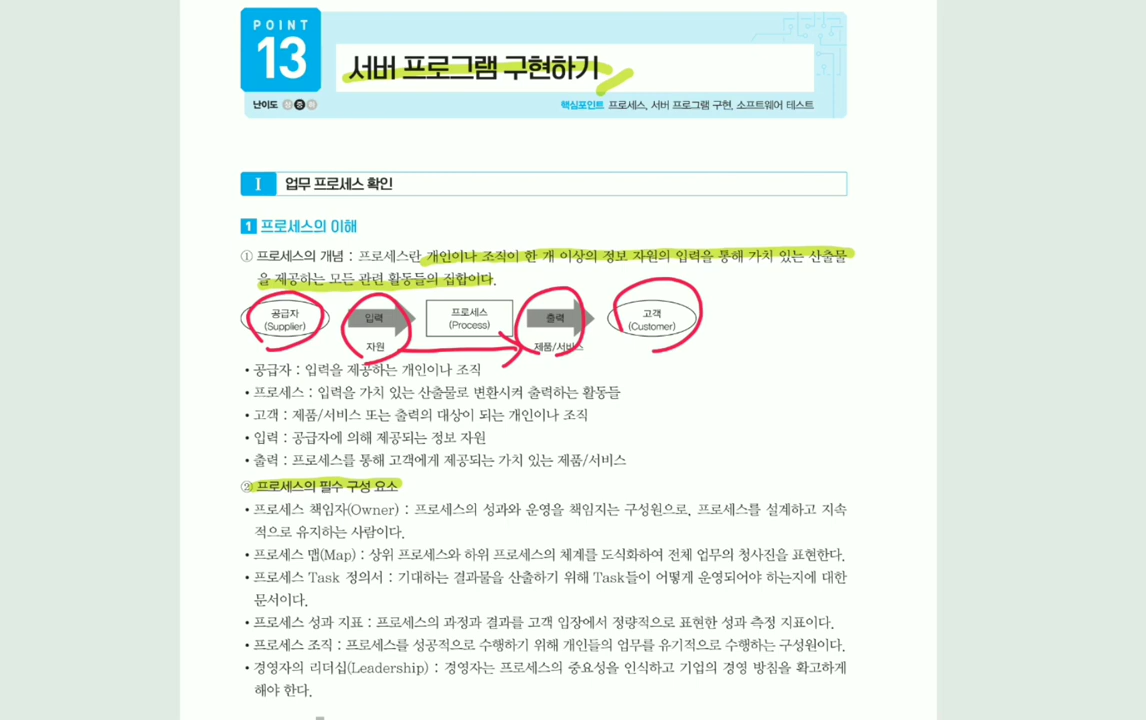 POINT
13
서버 프로그램 구현하기
난이도 상 중 하
핵심포인트 프로세스, 서버 프로그램 구현, 소프트웨어 테스트
I 업무 프로세스 확인
1 프로세스의 이해
① 프로세스의 개념 : 프로세스란 개인이나 조직이 한 개 이상의 정보 자원의 입력을 통해 가치 있는 산출물
을 제공하는 모든 관련 활동들의 집합이다.
공급자
(Supplier)
입력
자원
프로세스
(Process)
출력
제품/서비스
고객
(Customer)
• 공급자 : 입력을 제공하는 개인이나 조직
• 프로세스 : 입력을 가치 있는 산출물로 변환시켜 출력하는 활동들
• 고객 : 제품/서비스 또는 출력의 대상이 되는 개인이나 조직
• 입력 : 공급자에 의해 제공되는 정보 자원
• 출력 : 프로세스를 통해 고객에게 제공되는 가치 있는 제품/서비스
② 프로세스의 필수 구성 요소
• 프로세스 책임자(Owner) : 프로세스의 성과와 운영을 책임지는 구성원으로, 프로세스를 설계하고 지속
적으로 유지하는 사람이다.
• 프로세스 맵(Map) : 상위 프로세스와 하위 프로세스의 체계를 도식화하여 전체 업무의 청사진을 표현한다.
• 프로세스 Task 정의서 : 기대하는 결과물을 산출하기 위해 Task들이 어떻게 운영되어야 하는지에 대한
문서이다.
• 프로세스 성과 지표 : 프로세스의 과정과 결과를 고객 입장에서 정량적으로 표현한 성과 측정 지표이다.
• 프로세스 조직 : 프로세스를 성공적으로 수행하기 위해 개인들의 업무를 유기적으로 수행하는 구성원이다.
• 경영자의 리더십(Leadership) : 경영자는 프로세스의 중요성을 인식하고 기업의 경영 방침을 확고하게
해야 한다.